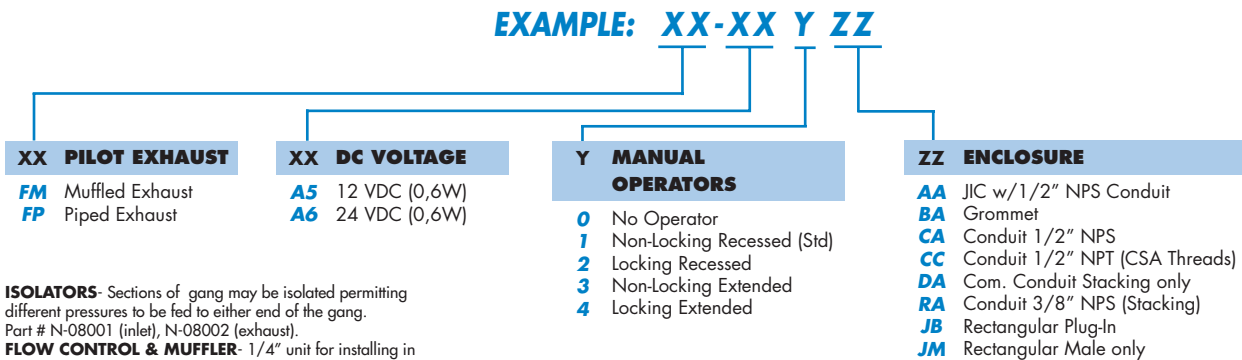 EXAMPLE: XX-XX Y ZZ
XX PILOT EXHAUST
FM Muffled Exhaust
FP Piped Exhaust
XX DC VOLTAGE
A5 12 VDC (0,6W)
A6 24 VDC (0,6W)
Y MANUAL
OPERATORS
0 No Operator
1 Non-Locking Recessed (Std)
2 Locking Recessed
3 Non-Locking Extended
4 Locking Extended
ZZ ENCLOSURE
AA JIC w/1/2” NPS Conduit
BA Grommet
CA Conduit 1/2” NPS
CC Conduit 1/2” NPT (CSA Threads)
DA Com. Conduit Stacking only
RA Conduit 3/8” NPS (Stacking)
JB Rectangular Plug-In
JM Rectangular Male only
ISOLATORS- Sections of gang may be isolated permitting
different pressures to be fed to either end of the gang.
Part # N-08001 (inlet), N-08002 (exhaust).
FLOW CONTROL & MUFFLER- 1/4” unit for installing in